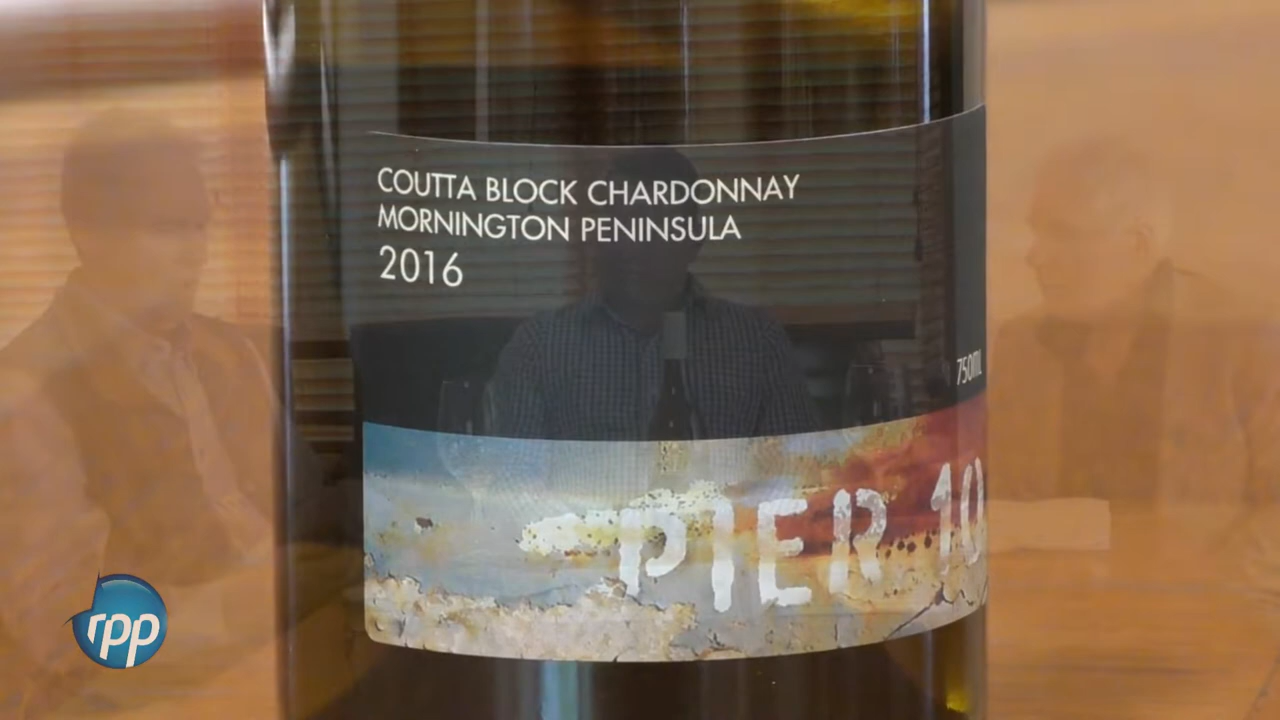 COUTTA BLOCK CHARDONNAY
MORNINGTON PENINSULA
2016
750ML
PIER 10
rpp